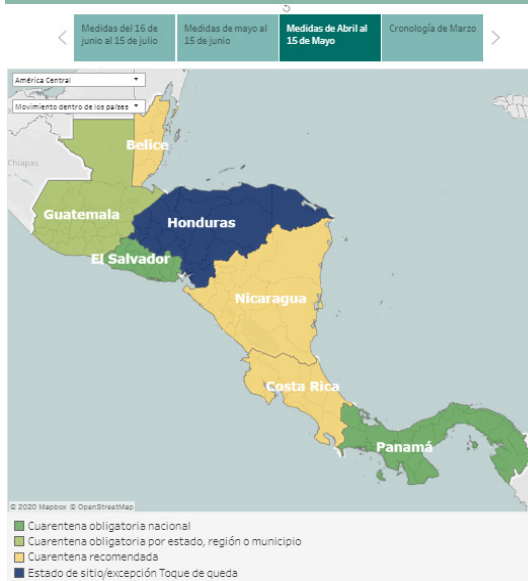 Medidas del 16 de
junio al 15 de julio
Medidas de mayo al
15 de junio
Medidas de Abril al
15 de Mayo
Cronología de Marzo
América Central
Movimiento dentro de los países
Chiapas
Belice
Guatemala
Honduras
El Salvador
Nicaragua
Costa Rica
Panamá
© 2020 Mapbox © OpenStreetMap
Cuarentena obligatoria nacional
Cuarentena obligatoria por estado, región o municipio
Cuarentena recomendada
Estado de sitio/excepción Toque de queda